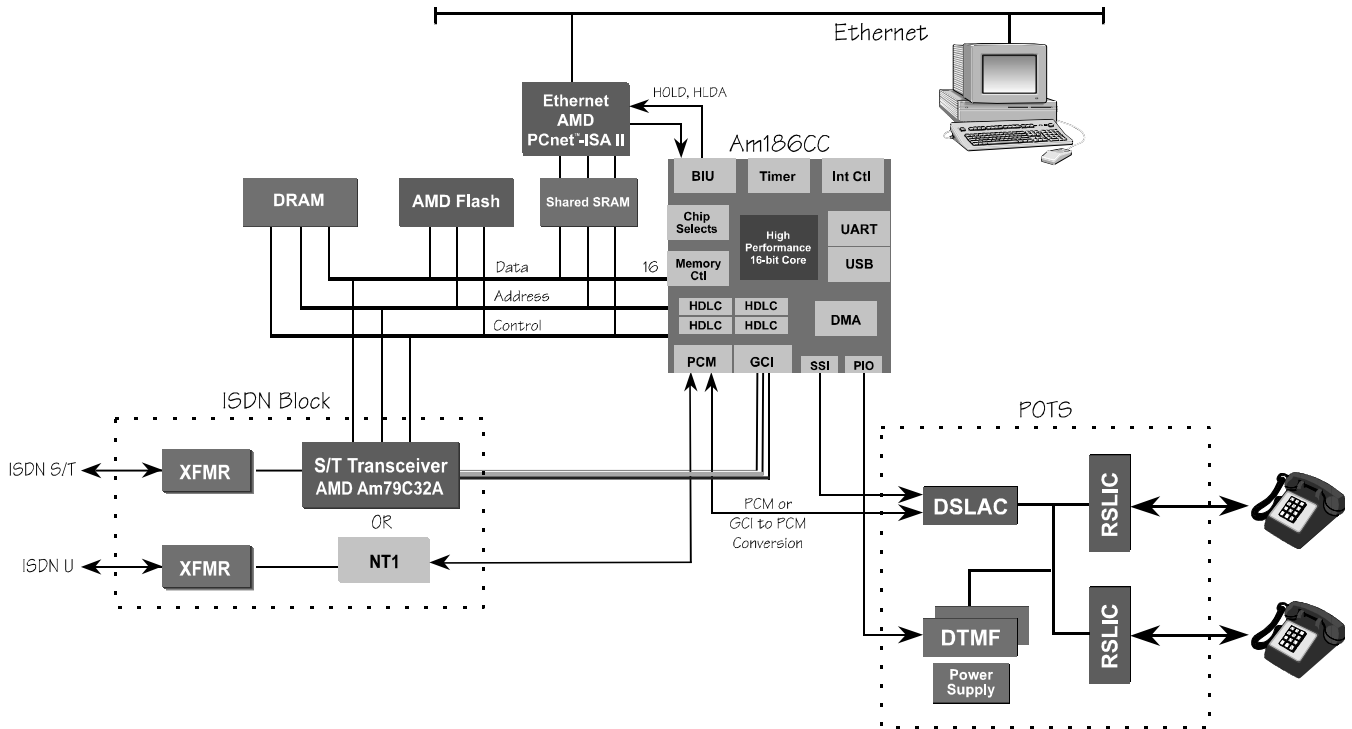 Ethernet
Ethernet
AMD
PCnet™-ISA II
HOLD, HLDA
Am186CC
BIU
Timer
Int Ctl
DRAM
AMD Flash
Shared SRAM
Chip
Selects
High
Performance
16-bit Core
UART
USB
Memory
Ctl
Data
16
Address
Control
HDLC
HDLC
HDLC
HDLC
DMA
PCM
GCI
SSI
PIO
ISDN Block
POTS
ISDN S/T
XFMR
S/T Transceiver
AMD Am79C32A
OR
ISDN U
XFMR
NT1
PCM or
GCI to PCM
Conversion
DSLAC
RSLIC
DTMF
RSLIC
Power
Supply